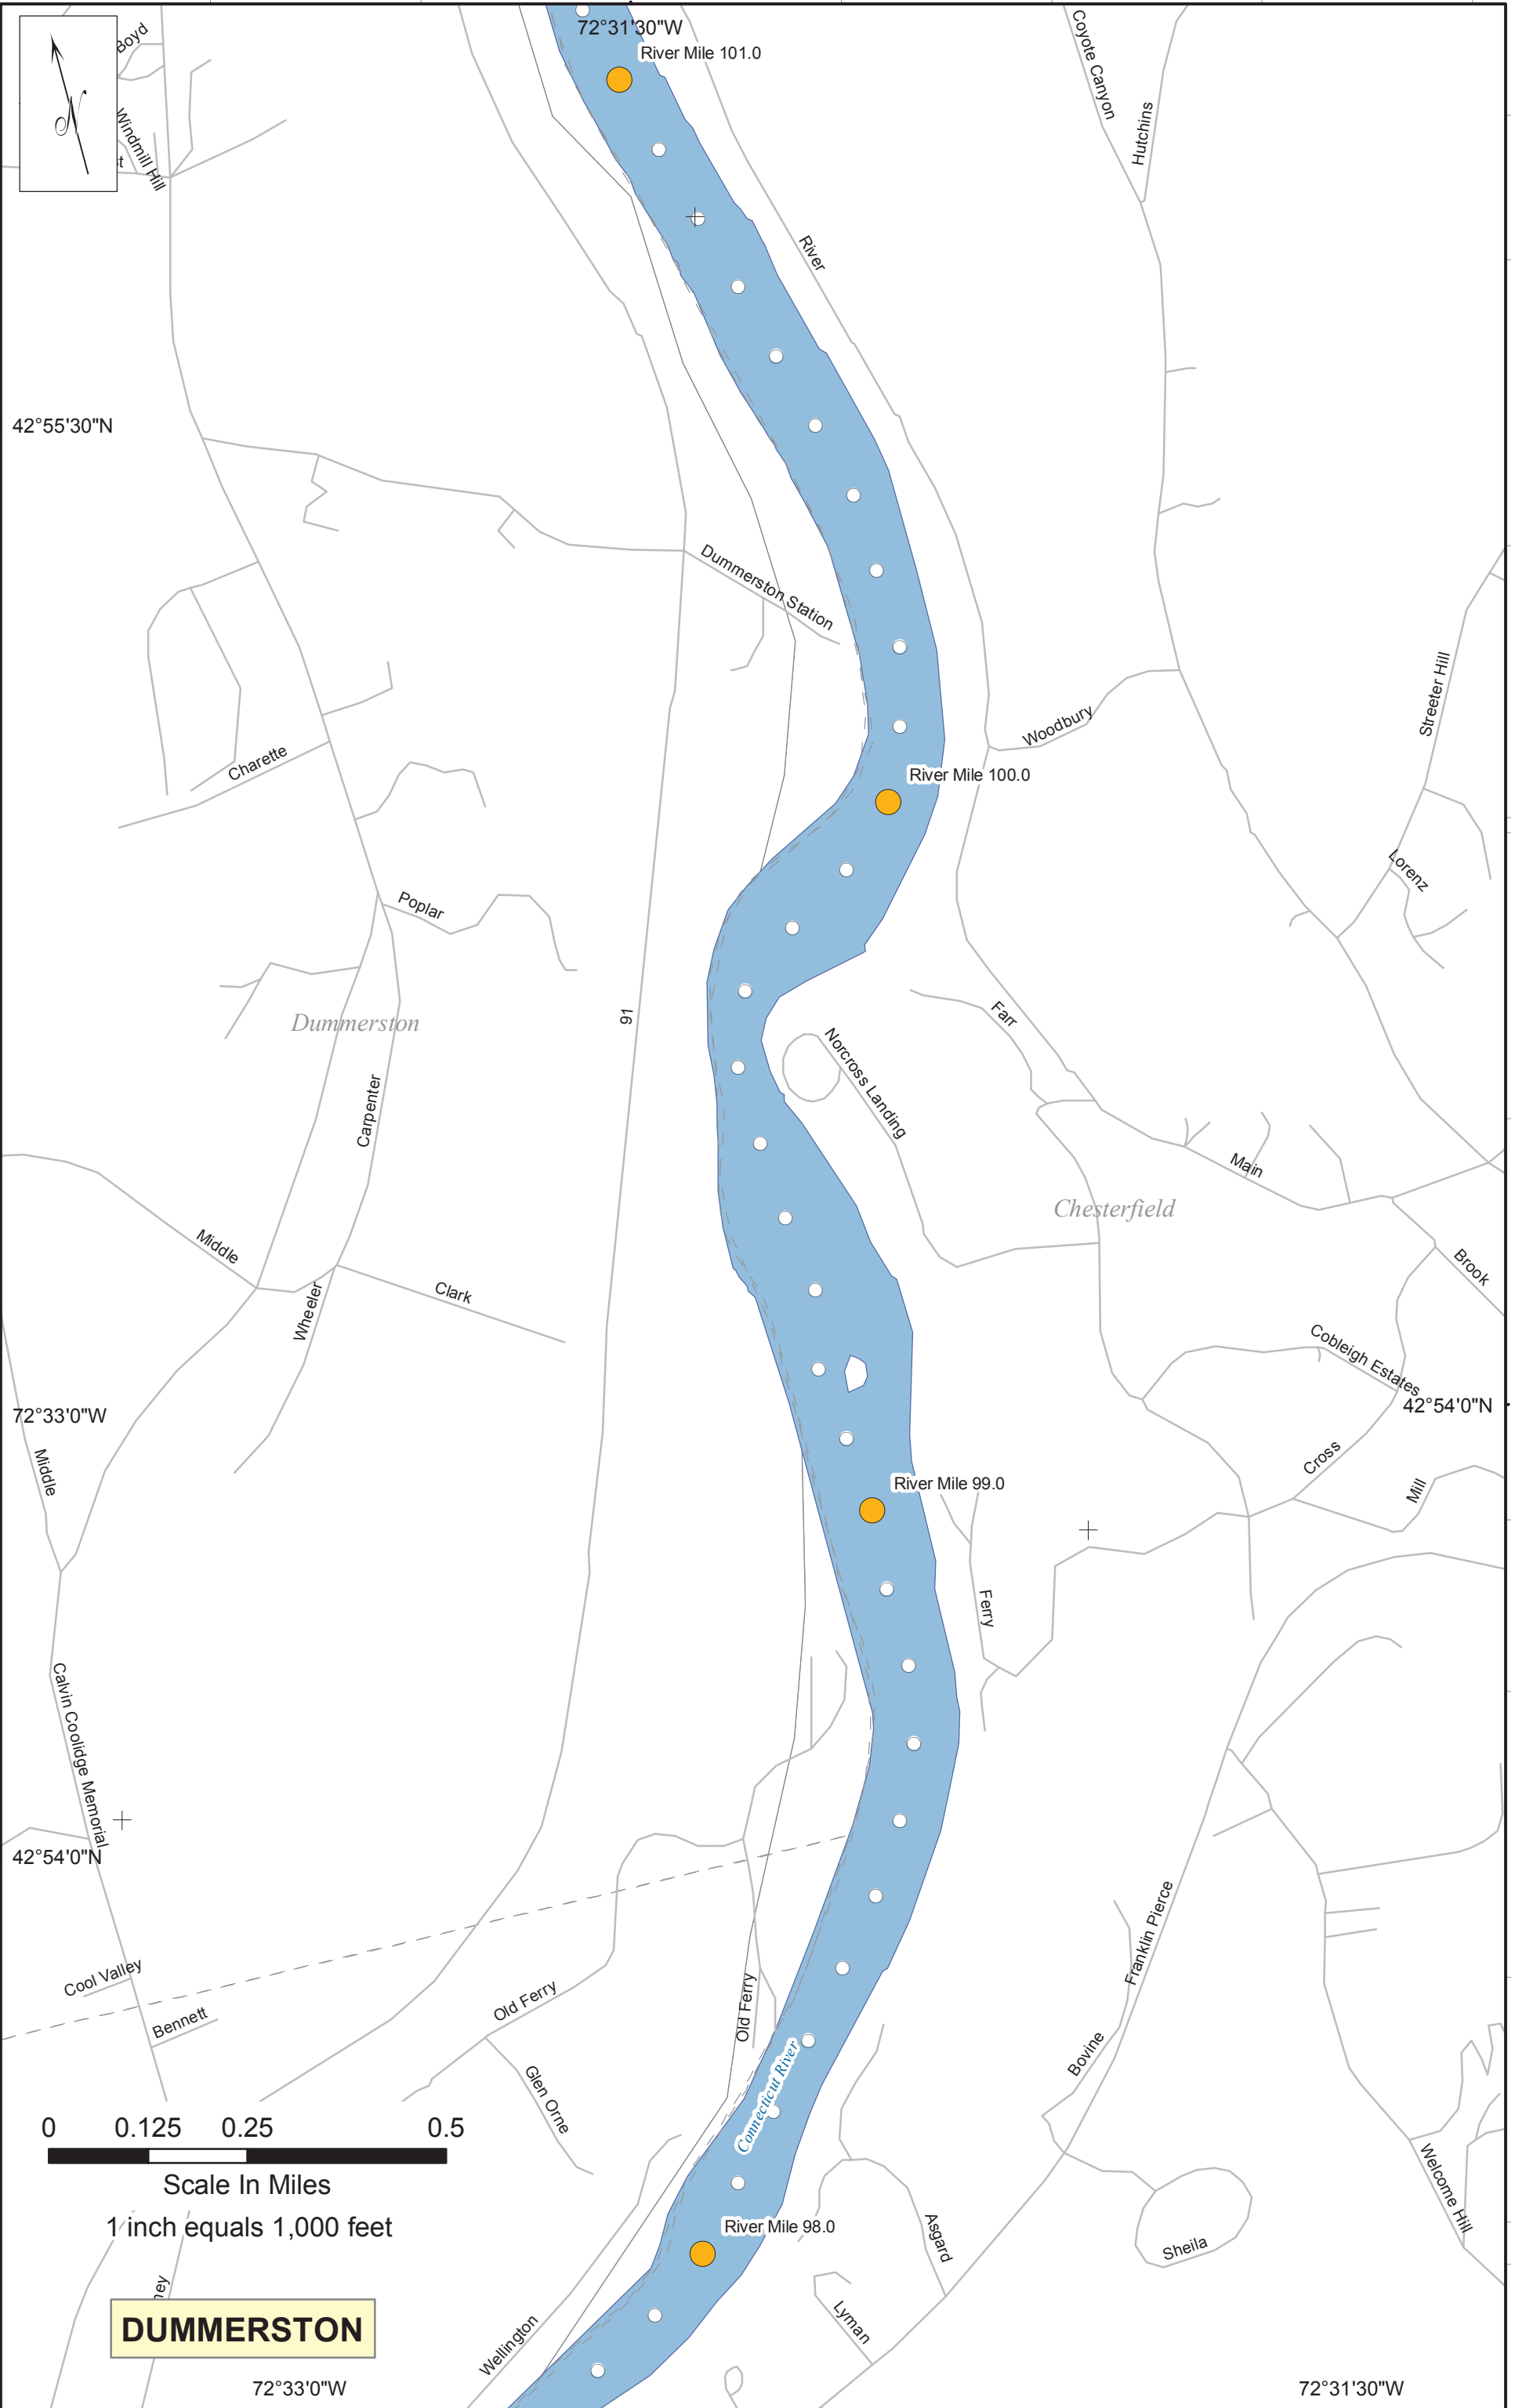 72°31'30"W
River Mile 101.0
Boyd
Coyote Canyon
Hutchins
N
Windmill Hill
st
River
42°55'30"N
Dummerston Station
Streeter Hill
Woodbury
Charette
River Mile 100.0
Lorenz
Poplar
91
Dummerston
Farr
Norcross Landing
Carpenter
Main
Chesterfield
Middle
Clark
Wheeler
Brook
Cobleigh Estates
72°33'0"W
42°54'0"N
Middle
Cross
Mill
River Mile 99.0
Ferry
Calvin Coolidge Memorial
42°54'0"N
Franklin Pierce
Cool Valley
Old Ferry
Old Ferry
Bennett
Bovine
Glen Orne
Connecticut River
0 0.125 0.25 0.5
Scale In Miles
Welcome Hill
1 inch equals 1,000 feet
River Mile 98.0
Asgard
Sheila
ney
DUMMERSTON
Lyman
Wellington
72°33'0"W
72°31'30"W